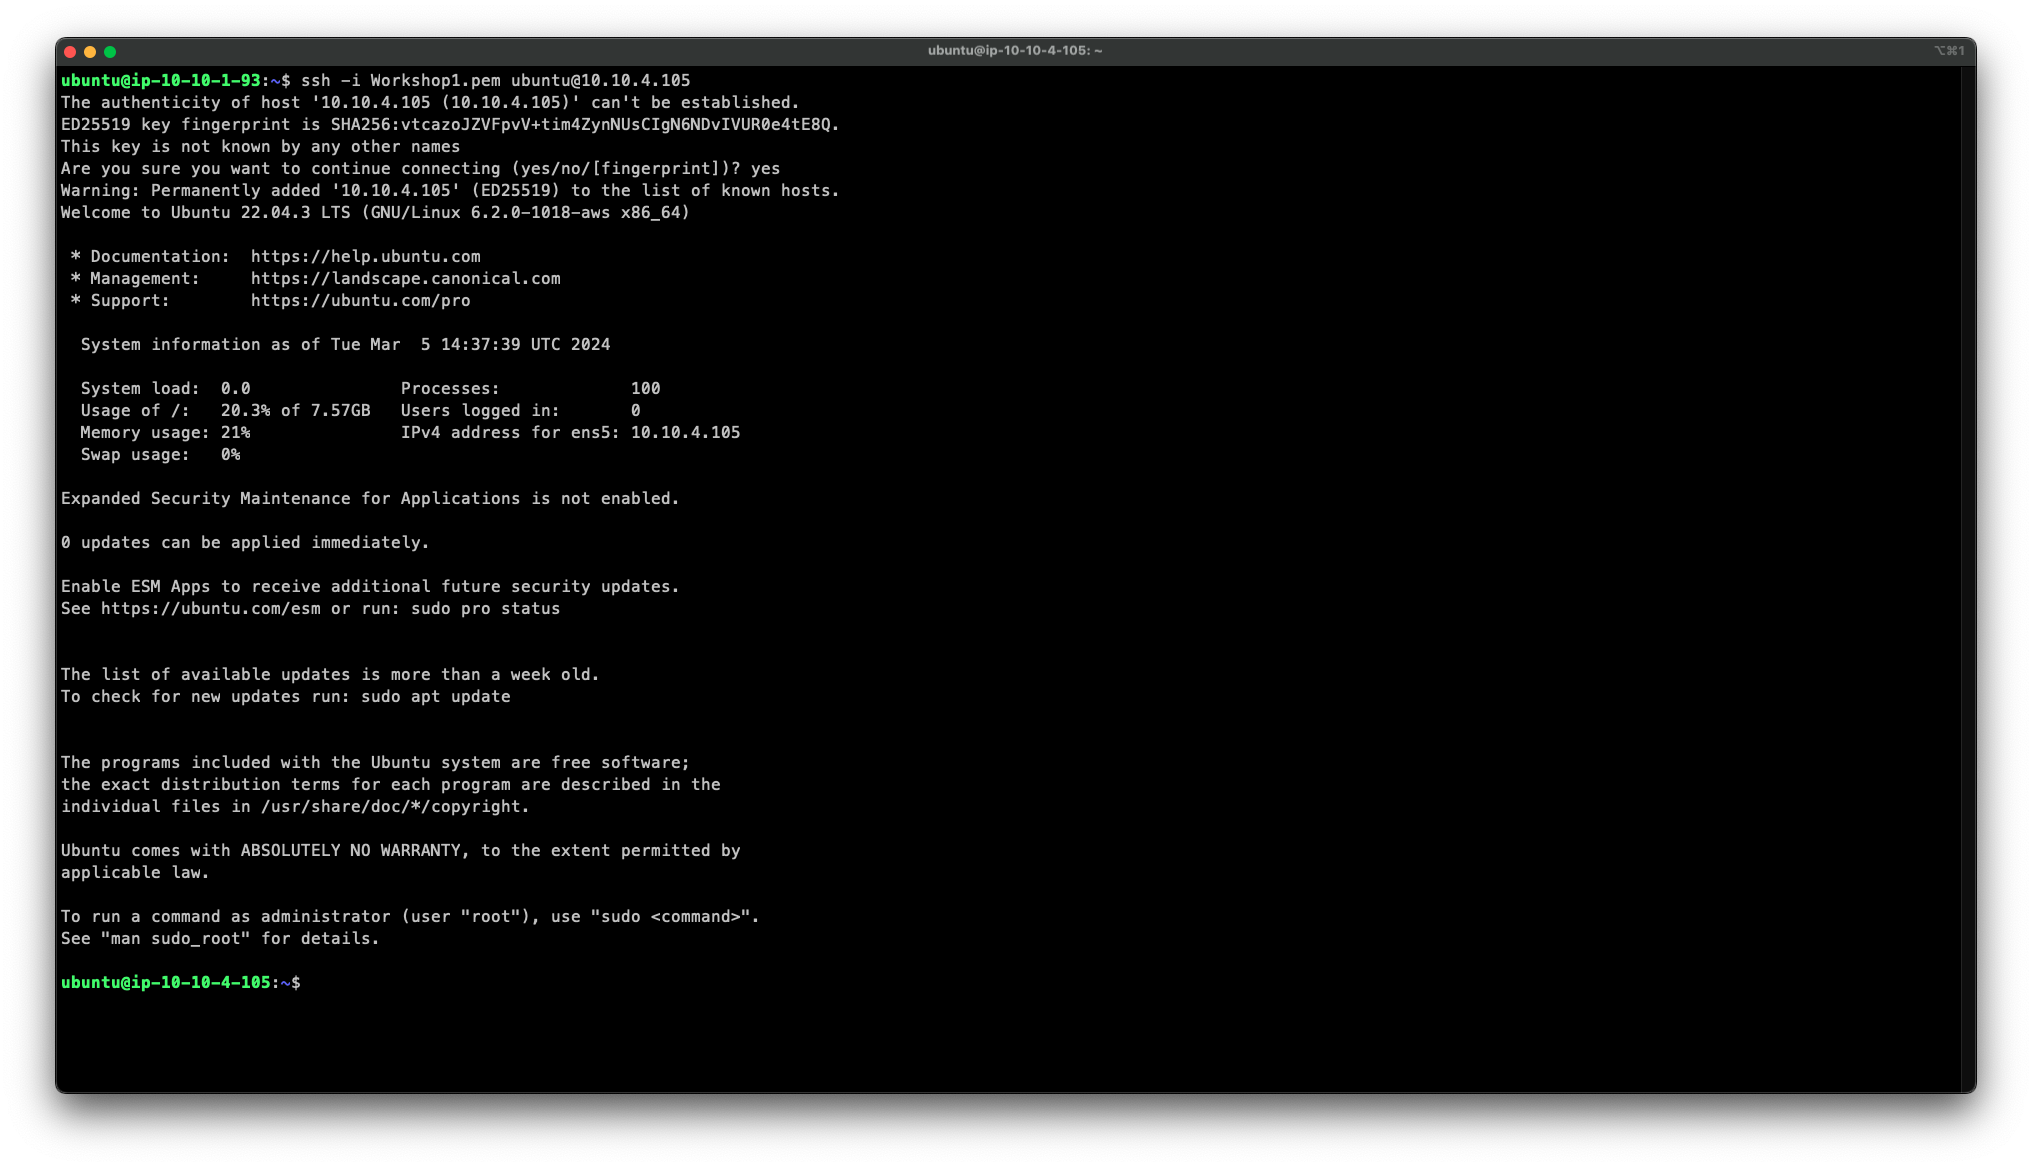 ubuntu@ip-10-10-4-105: ~
⌥⌘1
ubuntu@ip-10-10-1-93:~$ ssh -i Workshop1.pem ubuntu@10.10.4.105
The authenticity of host '10.10.4.105 (10.10.4.105)' can't be established.
ED25519 key fingerprint is SHA256:vtcazoJZVFpvV+tim4ZynNUsCIgN6NDvIVUR0e4tE8Q.
This key is not known by any other names
Are you sure you want to continue connecting (yes/no/[fingerprint])? yes
Warning: Permanently added '10.10.4.105' (ED25519) to the list of known hosts.
Welcome to Ubuntu 22.04.3 LTS (GNU/Linux 6.2.0-1018-aws x86_64)

 * Documentation:  https://help.ubuntu.com
 * Management:     https://landscape.canonical.com
 * Support:        https://ubuntu.com/pro

  System information as of Tue Mar  5 14:37:39 UTC 2024

  System load:  0.0               Processes:             100
  Usage of /:   20.3% of 7.57GB   Users logged in:       0
  Memory usage: 21%               IPv4 address for ens5: 10.10.4.105
  Swap usage:   0%

Expanded Security Maintenance for Applications is not enabled.

0 updates can be applied immediately.

Enable ESM Apps to receive additional future security updates.
See https://ubuntu.com/esm or run: sudo pro status

The list of available updates is more than a week old.
To check for new updates run: sudo apt update

The programs included with the Ubuntu system are free software;
the exact distribution terms for each program are described in the
individual files in /usr/share/doc/*/copyright.

Ubuntu comes with ABSOLUTELY NO WARRANTY, to the extent permitted by
applicable law.

To run a command as administrator (user "root"), use "sudo <command>".
See "man sudo_root" for details.

ubuntu@ip-10-10-4-105:~$